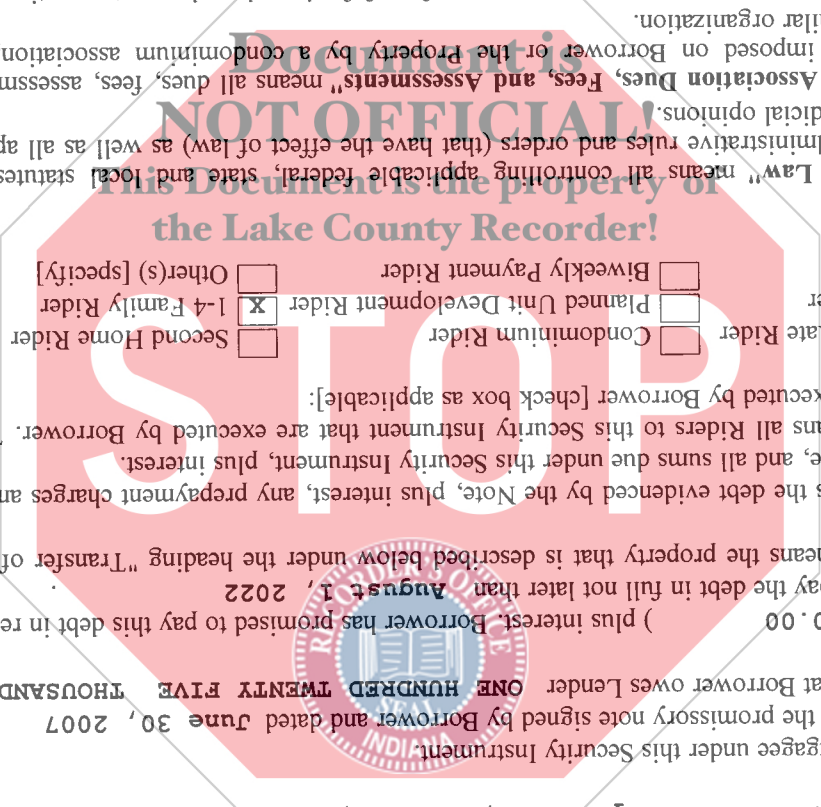 gagee under this Security Instrument.
the promissory note signed by Borrower and dated June 30, 2007
at Borrower owes Lender ONE HUNDRED TWENTY FIVE THOUSAND
0.00 ) plus interest. Borrower has promised to pay this debt in re
pay the debt in full not later than August 1, 2022 .
means the property that is described below under the heading "Transfer of
s the debt evidenced by the Note, plus interest, any prepayment charges an
e, and all sums due under this Security Instrument, plus interest.
ans all Riders to this Security Instrument that are executed by Borrower.
xecuted by Borrower [check box as applicable]:
ate Rider Condominium Rider Second Home Rider
er Planned Unit Development Rider X 1-4 Family Rider
Biweekly Payment Rider Other(s) [specify]
Law" means all controlling applicable federal, state and local statutes
dministrative rules and orders (that have the effect of law) as well as all ap
dicial opinions.
Association Dues, Fees, and Assessments" means all dues, fees, assessm
imposed on Borrower or the Property by a condominium association
ilar organization.
Document is
NOT OFFICIAL!
This Document is the property of
the Lake County Recorder!
STOP
RECORDER'S OFFICE
SEAL
INDIANA